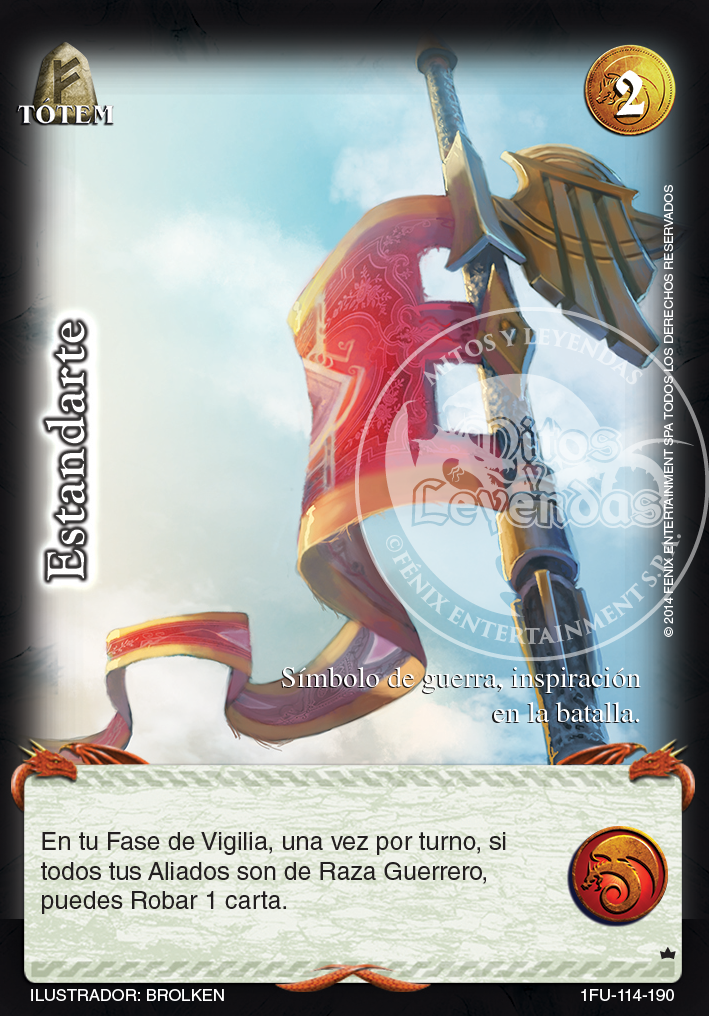 TÓTEM
2
Estandarte
© 2014 FÉNIX ENTERTAINMENT SPA TODOS LOS DERECHOS RESERVADOS
MITOS Y LEYENDAS
Mitos
y
Leyendas
© FÉNIX ENTERTAINMENT S.P.A.
Símbolo de guerra, inspiración
en la batalla.
En tu Fase de Vigilia, una vez por turno, si
todos tus Aliados son de Raza Guerrero,
puedes Robar 1 carta.
ILUSTRADOR: BROLKEN
1FU-114-190